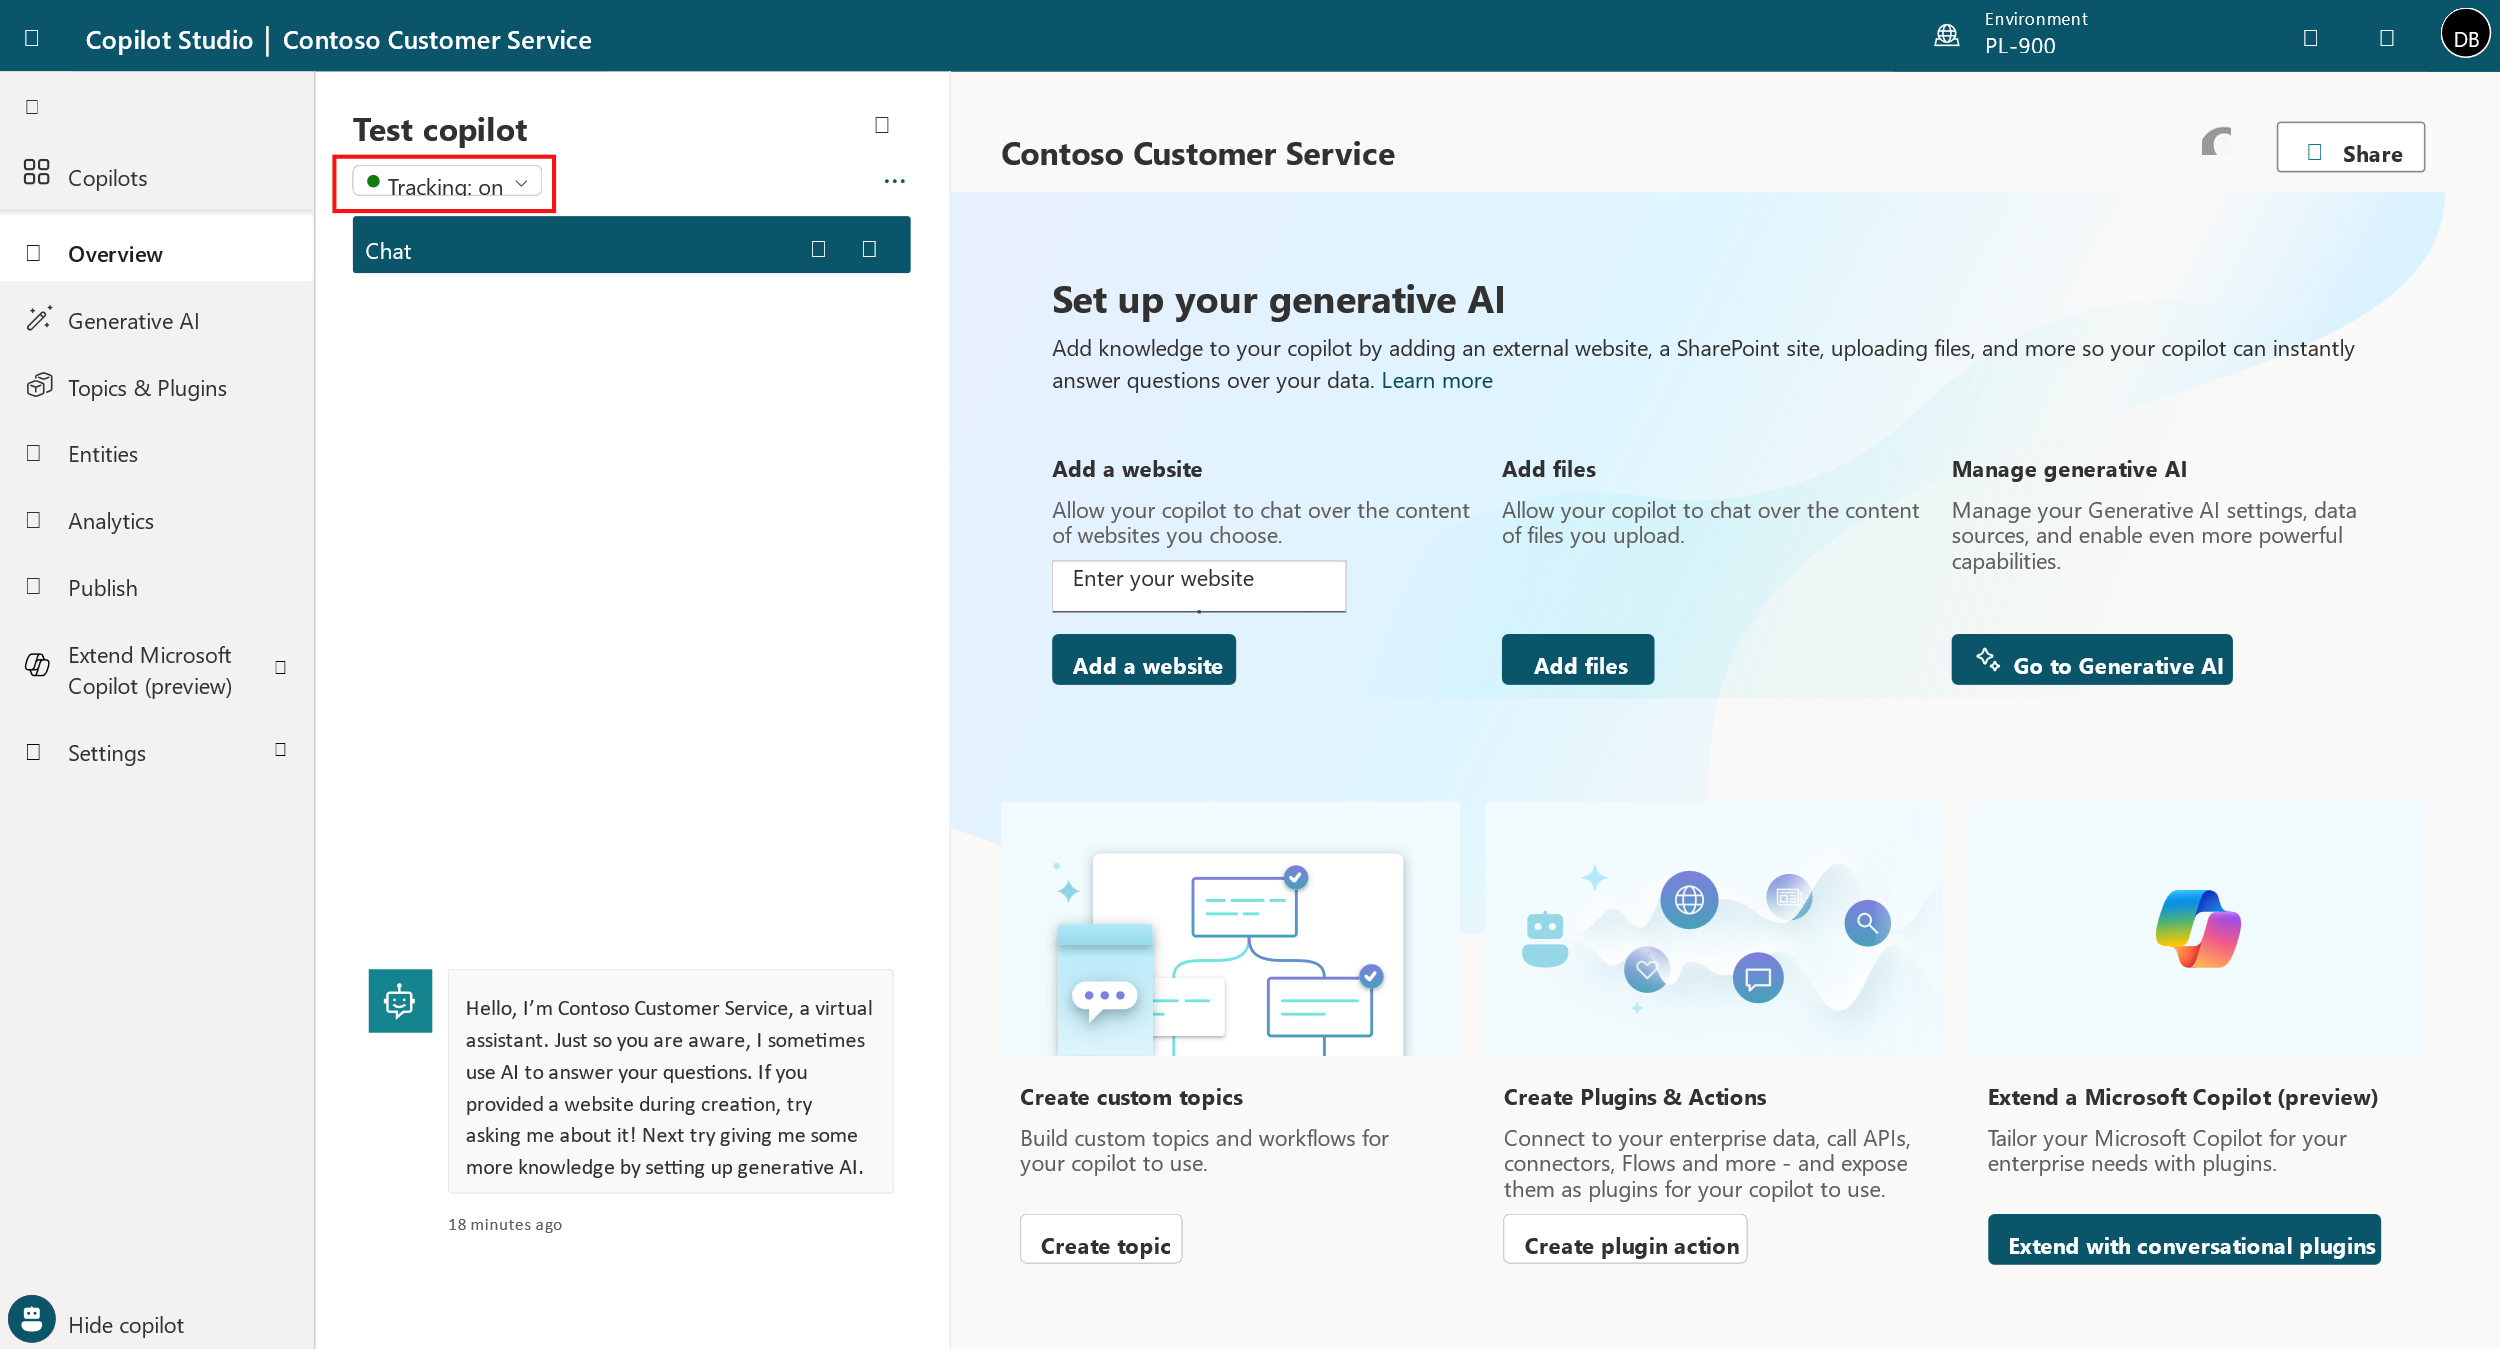 Copilot Studio | Contoso Customer Service
Environment
PL-900
DB
Copilots
Overview
Generative AI
Topics & Plugins
Entities
Analytics
Publish
Extend Microsoft
Copilot (preview)
Settings
Hide copilot
Test copilot
Tracking: on
Chat
Hello, I’m Contoso Customer Service, a virtual
assistant. Just so you are aware, I sometimes
use AI to answer your questions. If you
provided a website during creation, try
asking me about it! Next try giving me some
more knowledge by setting up generative AI.
18 minutes ago
Contoso Customer Service
Share
Set up your generative AI
Add knowledge to your copilot by adding an external website, a SharePoint site, uploading files, and more so your copilot can instantly
answer questions over your data. Learn more
Add a website
Allow your copilot to chat over the content
of websites you choose.
Enter your website
Add a website
Add files
Allow your copilot to chat over the content
of files you upload.
Add files
Manage generative AI
Manage your Generative AI settings, data
sources, and enable even more powerful
capabilities.
Go to Generative AI
Create custom topics
Build custom topics and workflows for
your copilot to use.
Create topic
Create Plugins & Actions
Connect to your enterprise data, call APIs,
connectors, Flows and more - and expose
them as plugins for your copilot to use.
Create plugin action
Extend a Microsoft Copilot (preview)
Tailor your Microsoft Copilot for your
enterprise needs with plugins.
Extend with conversational plugins